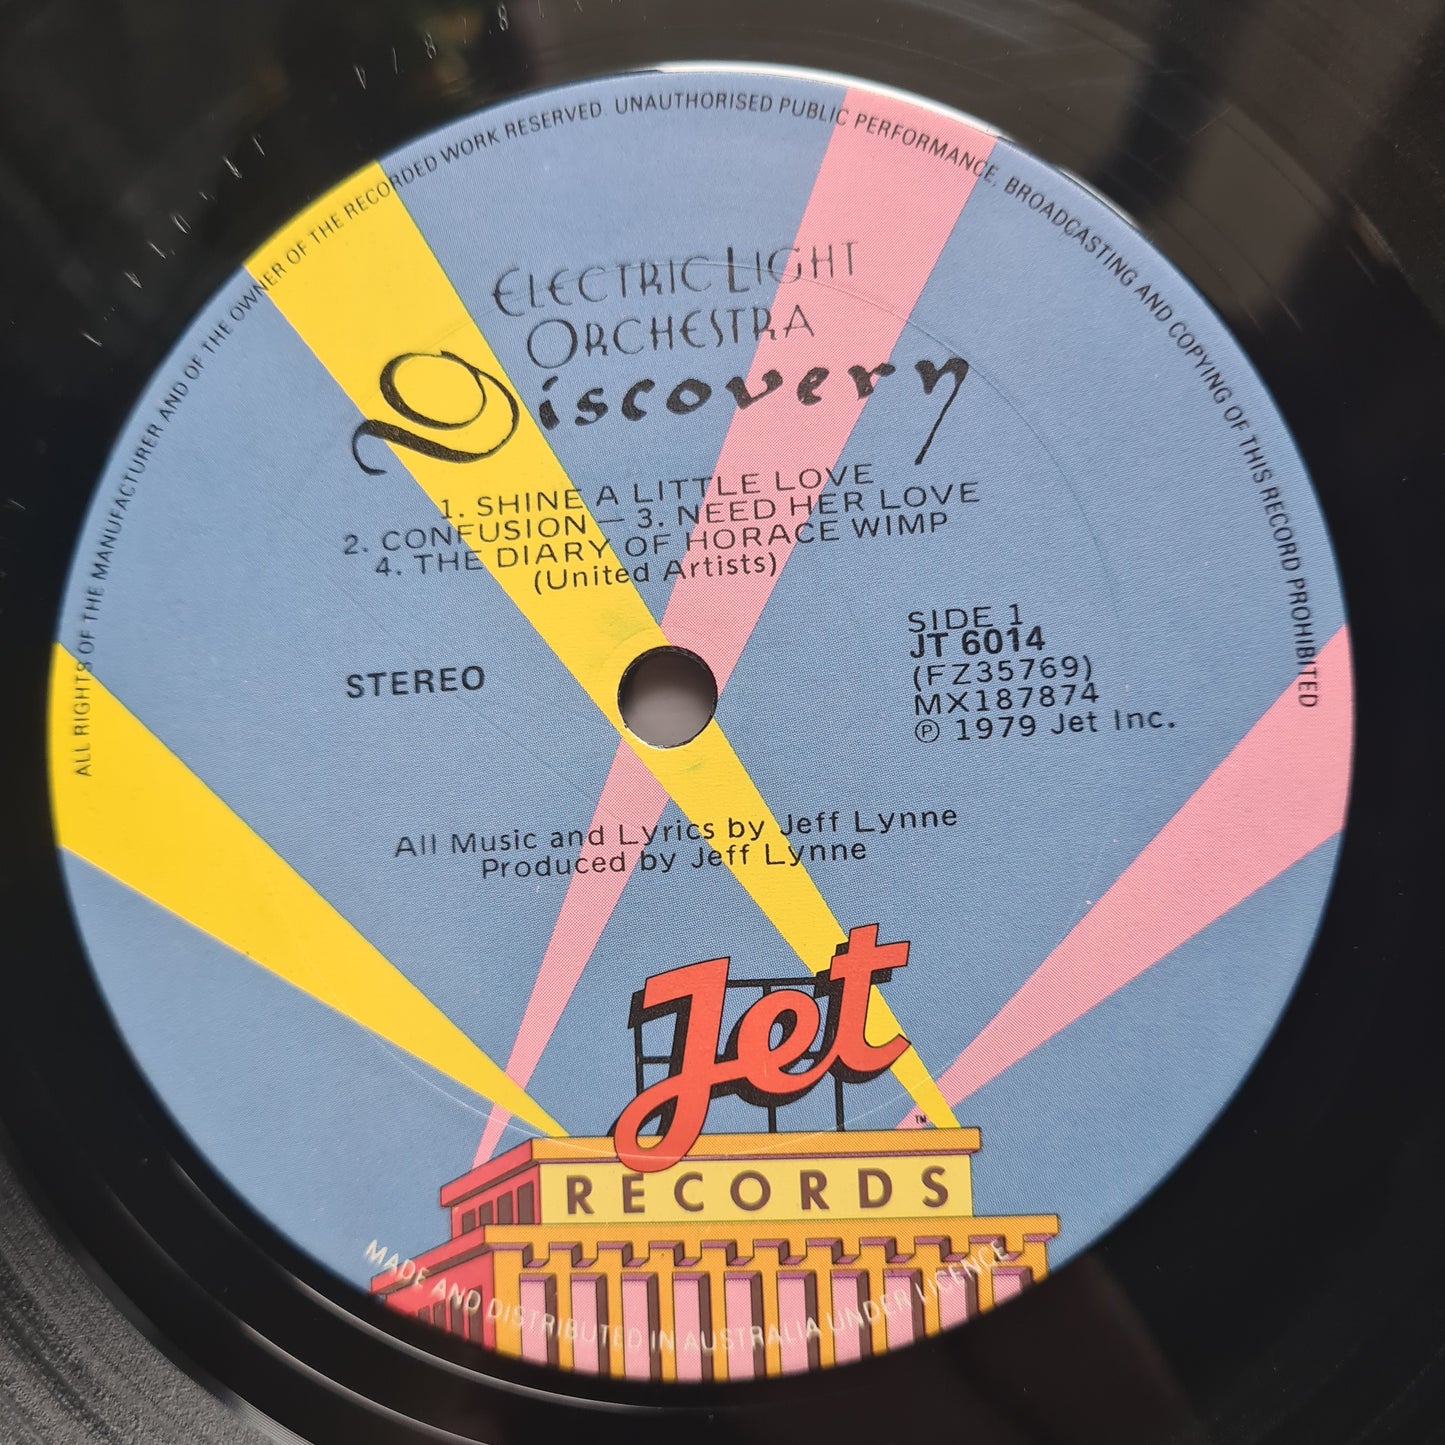 ALL RIGHTS OF THE MANUFACTURER AND OF THE OWNER OF THE RECORDED WORK RESERVED. UNAUTHORISED PUBLIC PERFORMANCE, BROADCASTING AND COPYING OF THIS RECORD PROHIBITED
ELECTRIC LIGHT
ORCHESTRA
Discovery
1. SHINE A LITTLE LOVE
2. CONFUSION — 3. NEED HER LOVE
4. THE DIARY OF HORACE WIMP
(United Artists)
STEREO
SIDE 1
JT 6014
(FZ35769)
MX187874
℗ 1979 Jet Inc.
All Music and Lyrics by Jeff Lynne
Produced by Jeff Lynne
Jet
TM
RECORDS
MADE AND DISTRIBUTED IN AUSTRALIA UNDER LICENCE